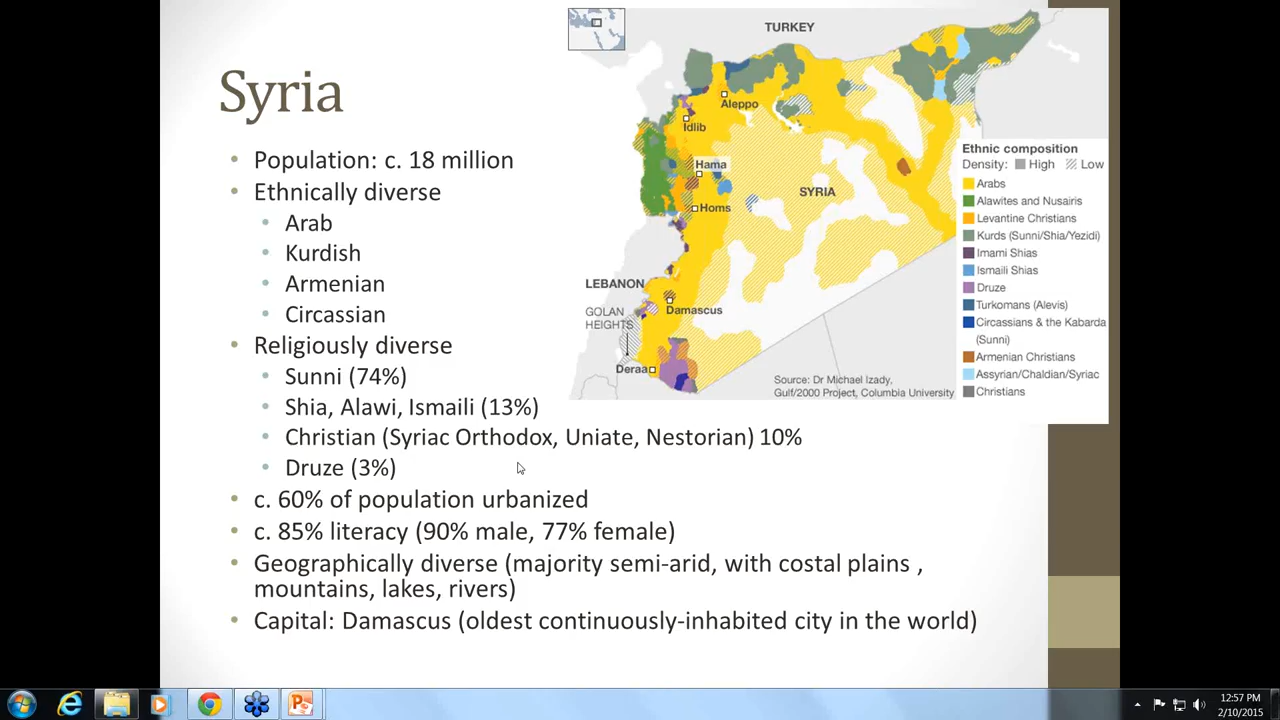 Syria
• Population: c. 18 million
• Ethnically diverse
• Arab
• Kurdish
• Armenian
• Circassian
• Religiously diverse
• Sunni (74%)
• Shia, Alawi, Ismaili (13%)
• Christian (Syriac Orthodox, Uniate, Nestorian) 10%
• Druze (3%)
• c. 60% of population urbanized
• c. 85% literacy (90% male, 77% female)
• Geographically diverse (majority semi-arid, with costal plains ,
mountains, lakes, rivers)
• Capital: Damascus (oldest continuously-inhabited city in the world)
TURKEY
Aleppo
Idlib
Hama
SYRIA
Homs
LEBANON
GOLAN
HEIGHTS
Damascus
Deraa
Ethnic composition
Density: High Low
Arabs
Alawites and Nusairis
Levantine Christians
Kurds (Sunni/Shia/Yezidi)
Imami Shias
Ismaili Shias
Druze
Turkomans (Alevis)
Circassians & the Kabarda
(Sunni)
Armenian Christians
Assyrian/Chaldian/Syriac
Christians
Source: Dr Michael Izady,
Gulf/2000 Project, Columbia University
12:57 PM
2/10/2015